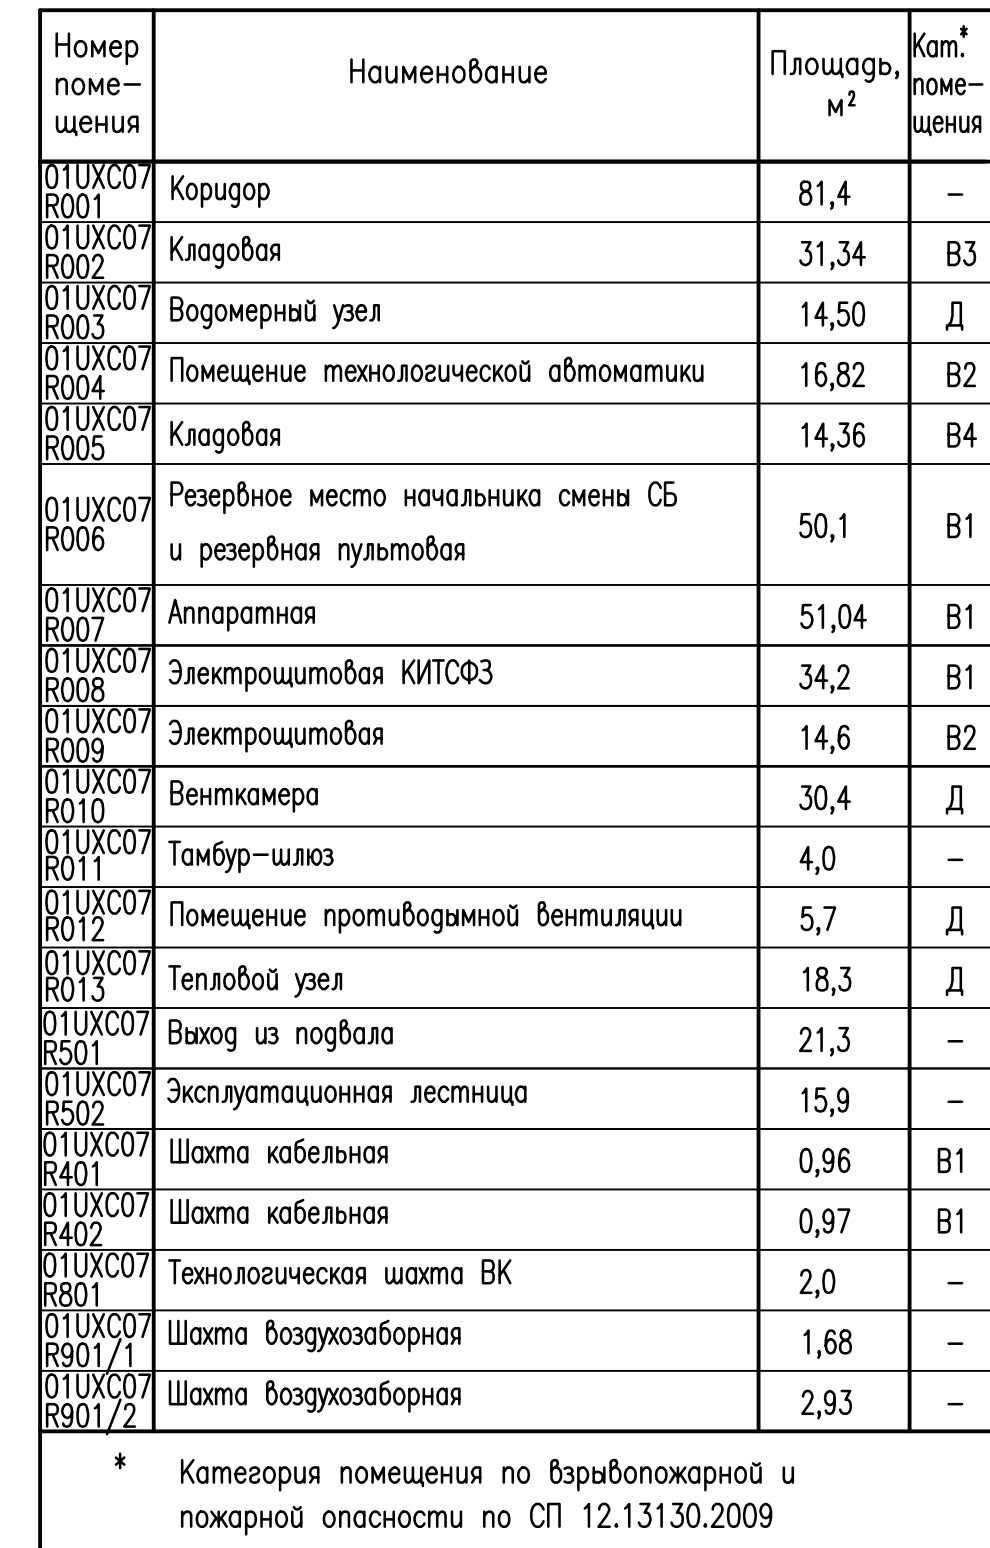 Номер
поме-
щения
Наименование
Площадь,
м²
Кат.*
поме-
щения
01UXC07
R001
Коридор
81,4
–
01UXC07
R002
Кладовая
31,34
В3
01UXC07
R003
Водомерный узел
14,50
Д
01UXC07
R004
Помещение технологической автоматики
16,82
В2
01UXC07
R005
Кладовая
14,36
В4
01UXC07
R006
Резервное место начальника смены СБ
и резервная пультовая
50,1
В1
01UXC07
R007
Аппаратная
51,04
В1
01UXC07
R008
Электрощитовая КИТСФЗ
34,2
В1
01UXC07
R009
Электрощитовая
14,6
В2
01UXC07
R010
Венткамера
30,4
Д
01UXC07
R011
Тамбур-шлюз
4,0
–
01UXC07
R012
Помещение противодымной вентиляции
5,7
Д
01UXC07
R013
Тепловой узел
18,3
Д
01UXC07
R501
Выход из подвала
21,3
–
01UXC07
R502
Эксплуатационная лестница
15,9
–
01UXC07
R401
Шахта кабельная
0,96
В1
01UXC07
R402
Шахта кабельная
0,97
В1
01UXC07
R801
Технологическая шахта ВК
2,0
–
01UXC07
R901/1
Шахта воздухозаборная
1,68
–
01UXC07
R901/2
Шахта воздухозаборная
2,93
–
* Категория помещения по взрывопожарной и
пожарной опасности по СП 12.13130.2009